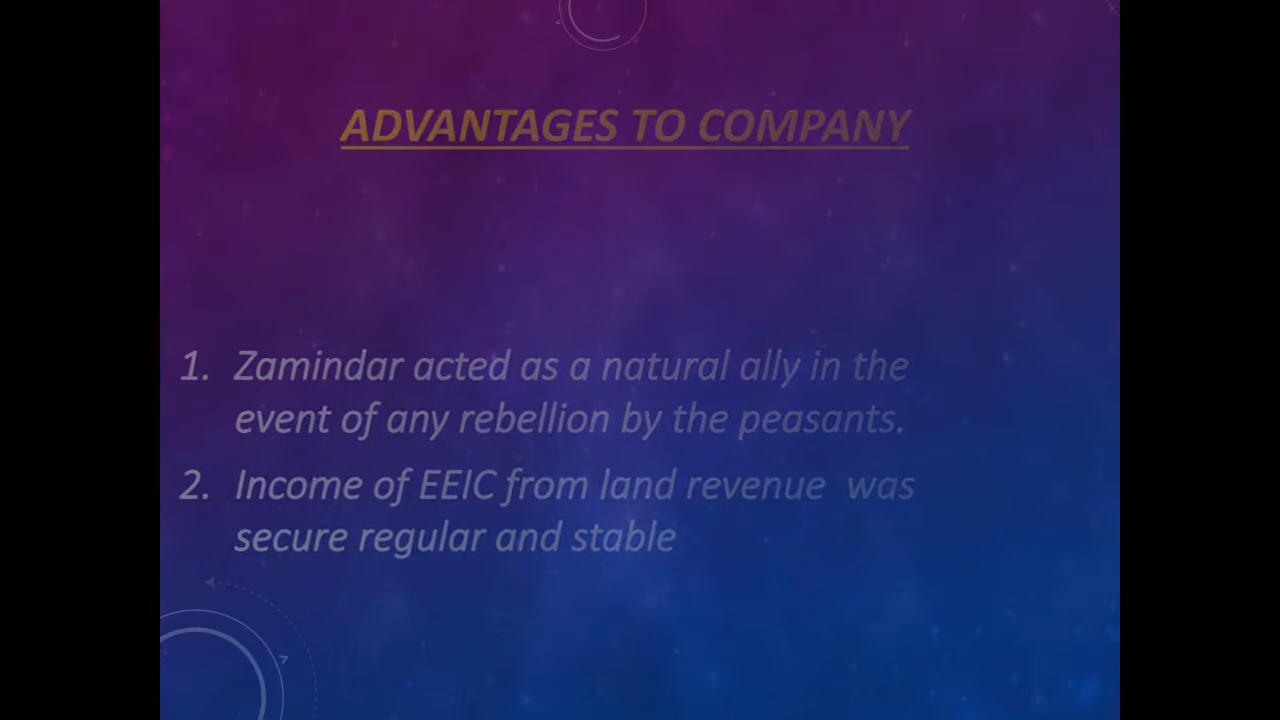 ADVANTAGES TO COMPANY
1. Zamindar acted as a natural ally in the
event of any rebellion by the peasants.
2. Income of EEIC from land revenue was
secure regular and stable